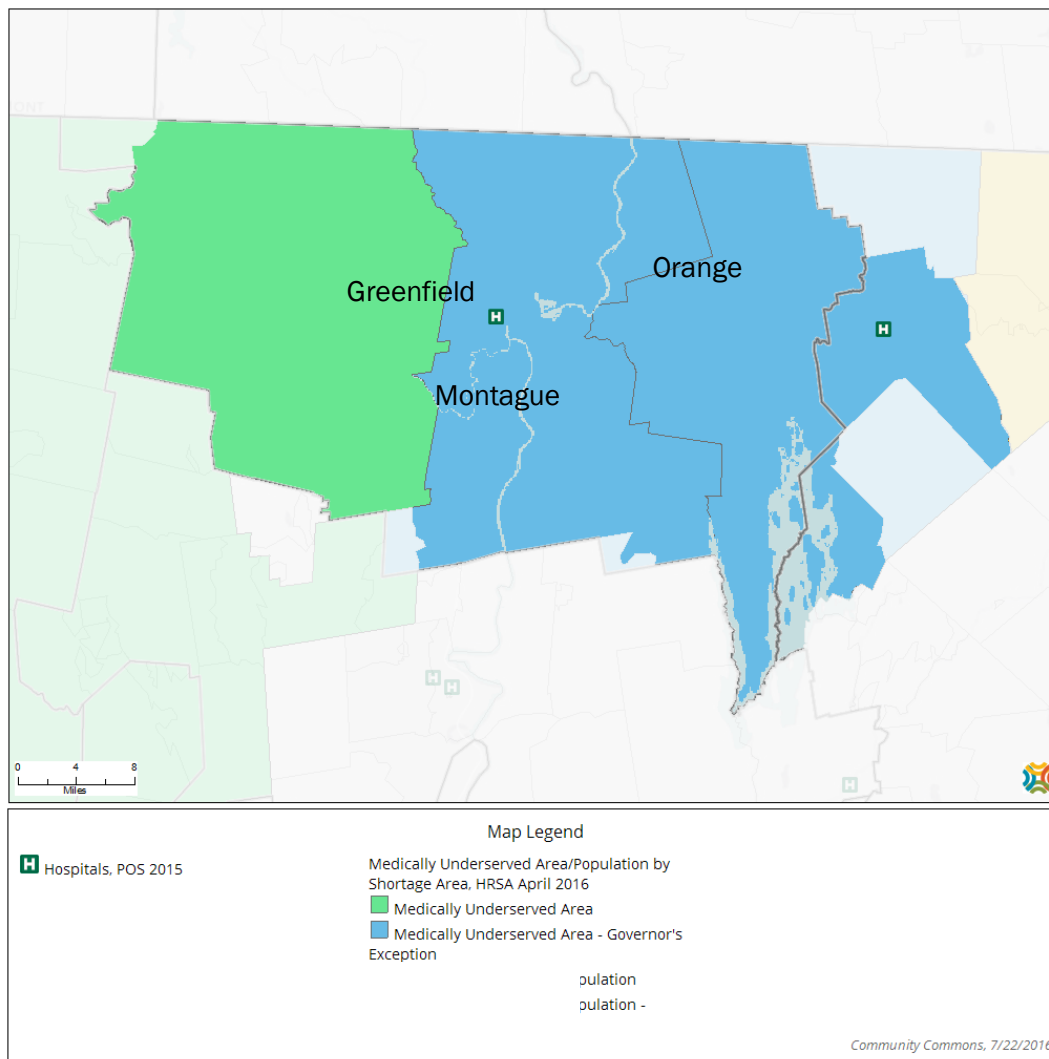 ONT
Greenfield
Orange
H
H
Montague
H
H
H
0 4 8
Miles
Map Legend
H Hospitals, POS 2015
Medically Underserved Area/Population by
Shortage Area, HRSA April 2016
Medically Underserved Area
Medically Underserved Area - Governor's
Exception
pulation
pulation -
Community Commons, 7/22/2016